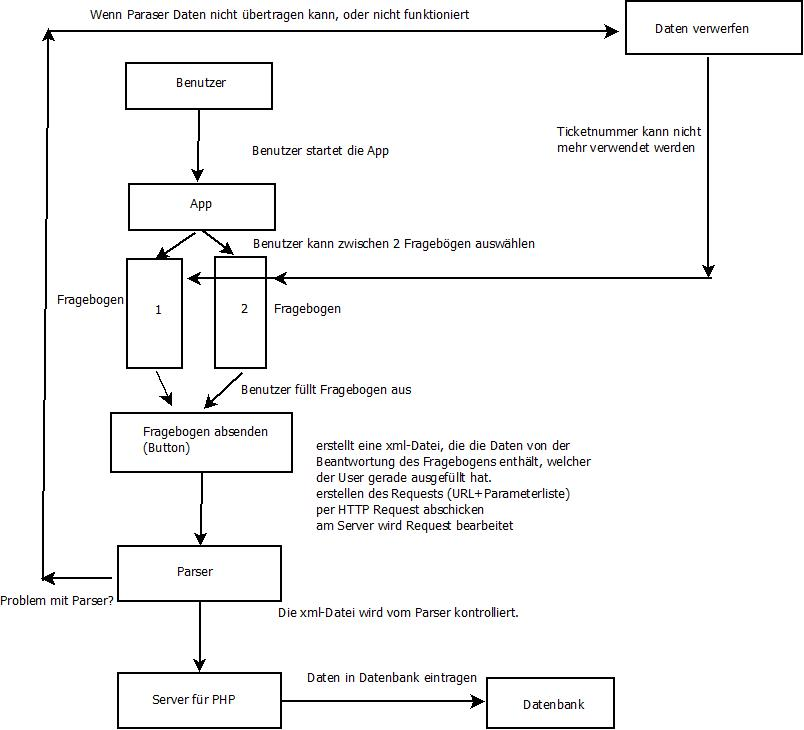 Wenn Paraser Daten nicht übertragen kann, oder nicht funktioniert
Daten verwerfen
Benutzer
Ticketnummer kann nicht
mehr verwendet werden
Benutzer startet die App
App
Benutzer kann zwischen 2 Fragebögen auswählen
Fragebogen
1
2
Fragebogen
Benutzer füllt Fragebogen aus
Fragebogen absenden
(Button)
erstellt eine xml-Datei, die die Daten von der
Beantwortung des Fragebogens enthält, welcher
der User gerade ausgefüllt hat.
erstellen des Requests (URL+Parameterliste)
per HTTP Request abschicken
am Server wird Request bearbeitet
Parser
Problem mit Parser?
Die xml-Datei wird vom Parser kontrolliert.
Daten in Datenbank eintragen
Server für PHP
Datenbank